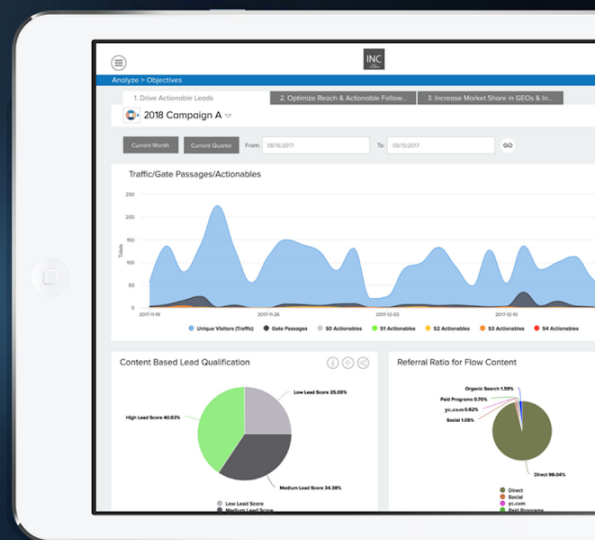 INC
Analyze > Objectives
1. Drive Actionable Leads
2. Optimize Reach & Actionable Follow...
3. Increase Market Share in GEOs & In...
2018 Campaign A
Current Month
Current Quarter
From:
08/16/2017
To:
09/15/2017
GO
Traffic/Gate Passages/Actionables
250
200
150
100
50
0
Totals
2017-11-19
2017-11-26
2017-12-03
2017-12-10
Unique Visitors (Traffic)
Gate Passages
S0 Actionables
S1 Actionables
S2 Actionables
S3 Actionables
S4 Actionables
Content Based Lead Qualification
Low Lead Score 25.00%
High Lead Score 40.63%
Medium Lead Score 34.38%
Low Lead Score
Medium Lead Score
Referral Ratio for Flow Content
Organic Search 1.59%
Paid Programs 0.70%
yc.com 0.62%
Social 1.05%
Direct 96.04%
Direct
Social
yc.com
Paid Programs